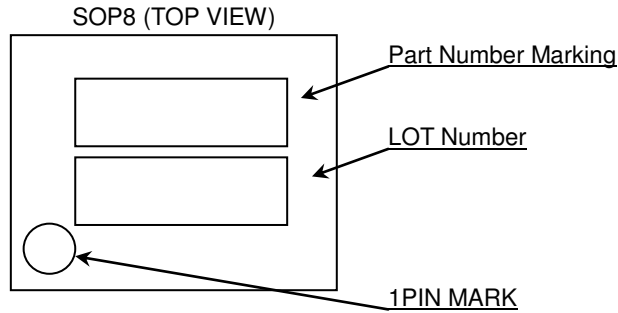 SOP8 (TOP VIEW)
Part Number Marking
LOT Number
1PIN MARK